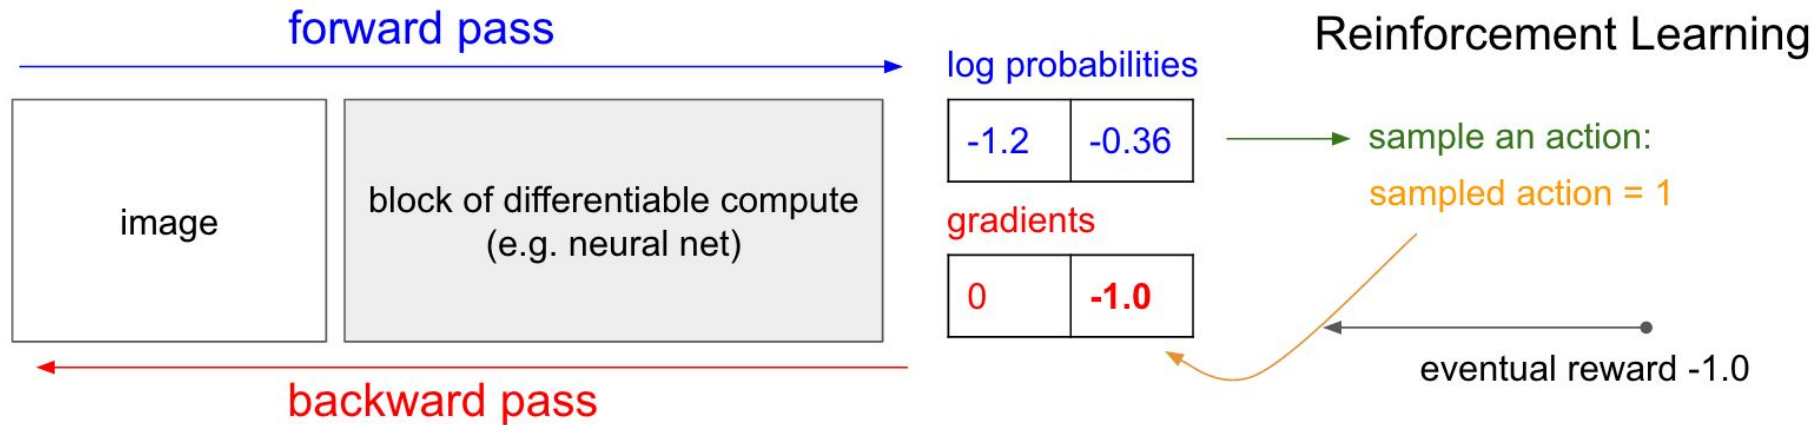 forward pass
Reinforcement Learning
log probabilities
-1.2 -0.36
sample an action:
sampled action = 1
image
block of differentiable compute
(e.g. neural net)
gradients
0 -1.0
eventual reward -1.0
backward pass